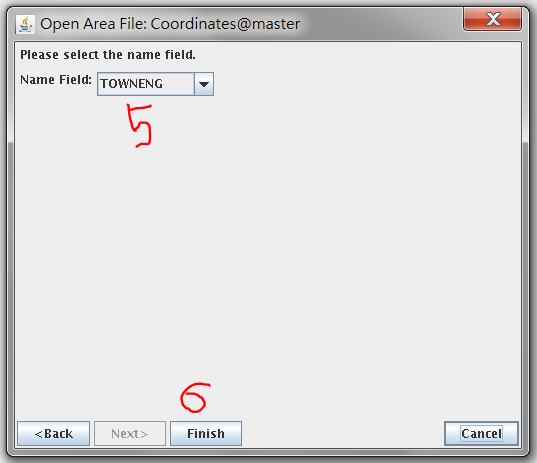 Open Area File: Coordinates@master
Please select the name field.
Name Field: TOWNENG
5
6
<Back Next> Finish Cancel